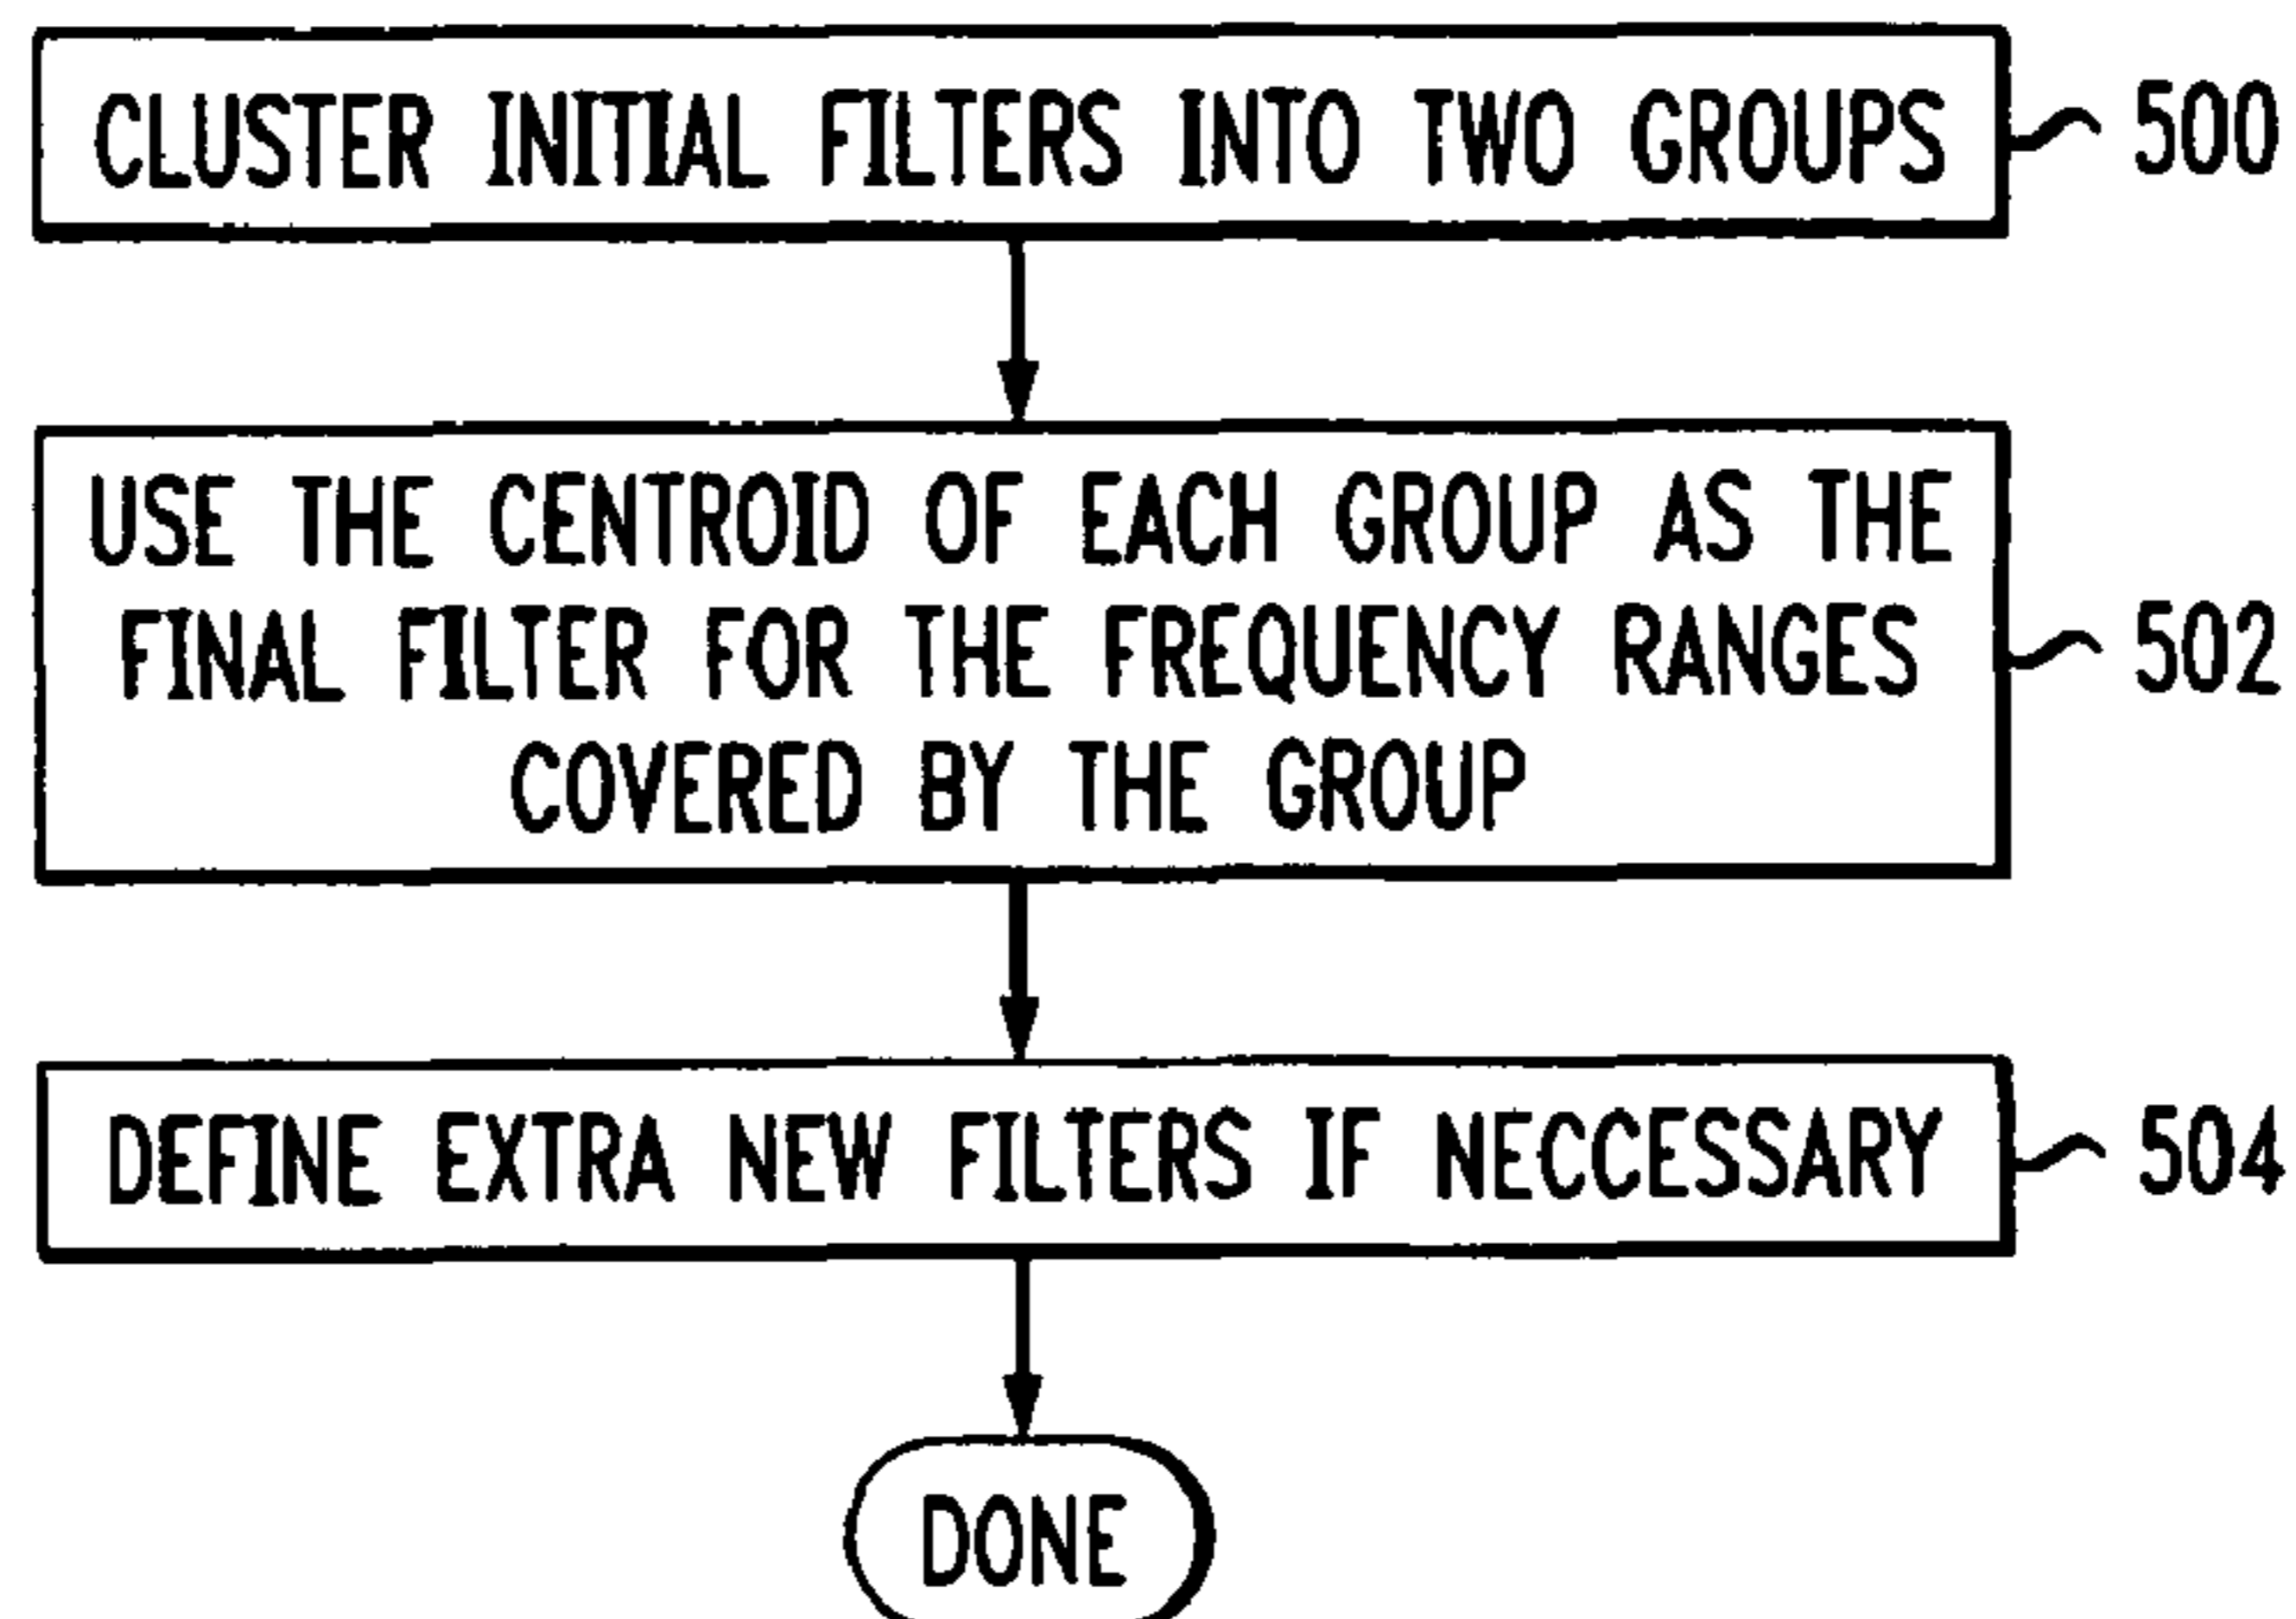 CLUSTER INITIAL FILTERS INTO TWO GROUPS
500
USE THE CENTROID OF EACH GROUP AS THE
FINAL FILTER FOR THE FREQUENCY RANGES
COVERED BY THE GROUP
502
DEFINE EXTRA NEW FILTERS IF NECCESSARY
504
DONE